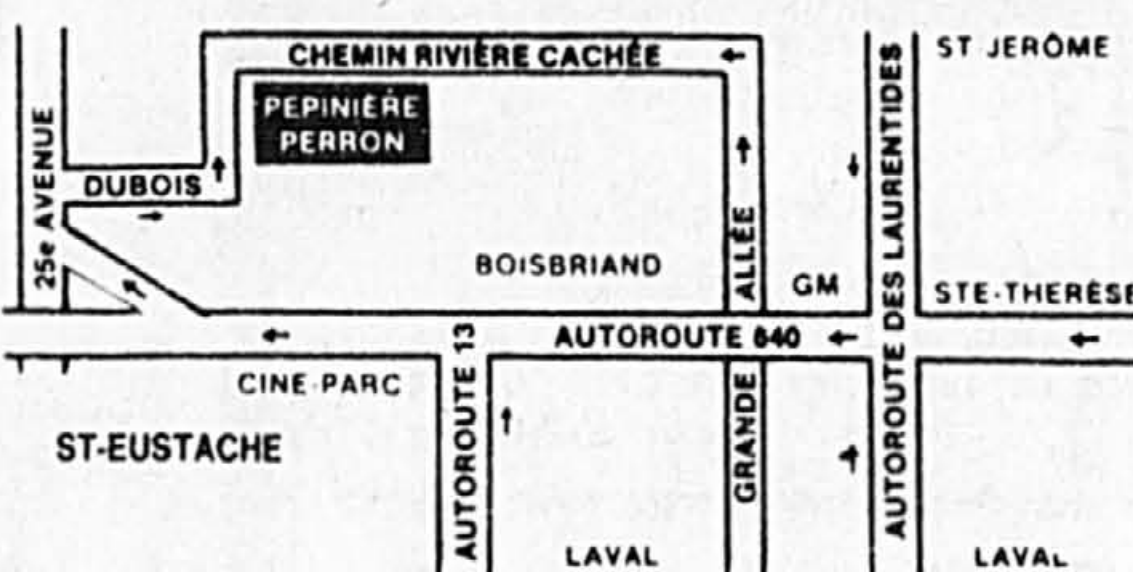 CHEMIN RIVIÈRE CACHÉE
ST JERÔME
PEPINIÈRE
PERRON
25e AVENUE
DUBOIS
AUTOROUTE DES LAURENTIDES
ALLÉE
BOISBRIAND
GM
STE-THERÈSE
AUTOROUTE 640
AUTOROUTE 13
CINE-PARC
GRANDE
ST-EUSTACHE
LAVAL
LAVAL